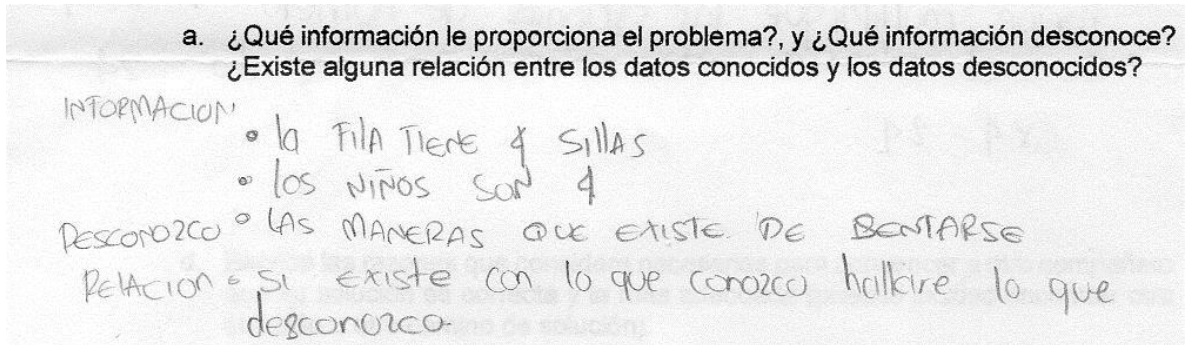 a. ¿Qué información le proporciona el problema?, y ¿Qué información desconoce?
¿Existe alguna relación entre los datos conocidos y los datos desconocidos?
INFORMACION
• la FilA TIENE 4 SIllAS
• los NIÑOS SON 4
DESCONOZCO • LAS MANERAS QUE EXISTE DE SENTARSE
RELACION = SI existe con lo que conozco hallare lo que
desconozco